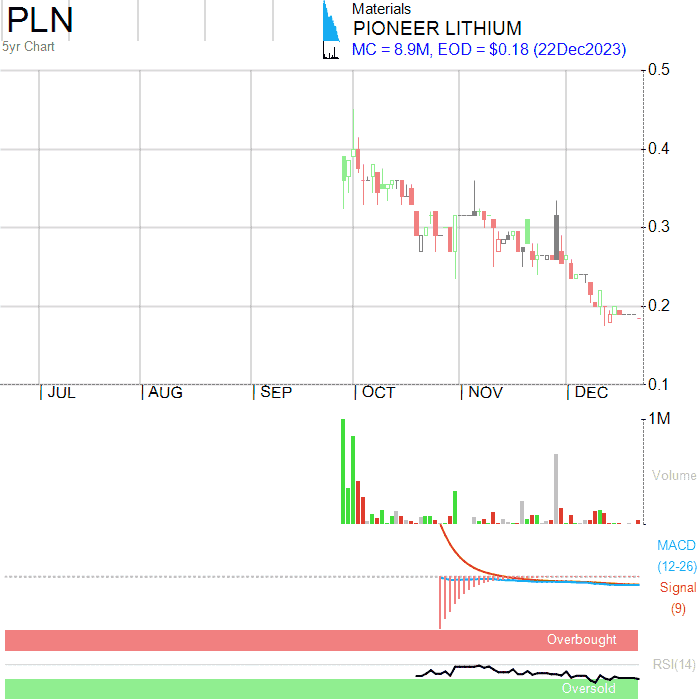 PLN
5yr Chart
Materials
PIONEER LITHIUM
MC = 8.9M, EOD = $0.18 (22Dec2023)
0.5
0.4
0.3
0.2
0.1
JUL AUG SEP OCT NOV DEC
1M
Volume
MACD
(12-26)
Signal
(9)
Overbought
RSI(14)
Oversold